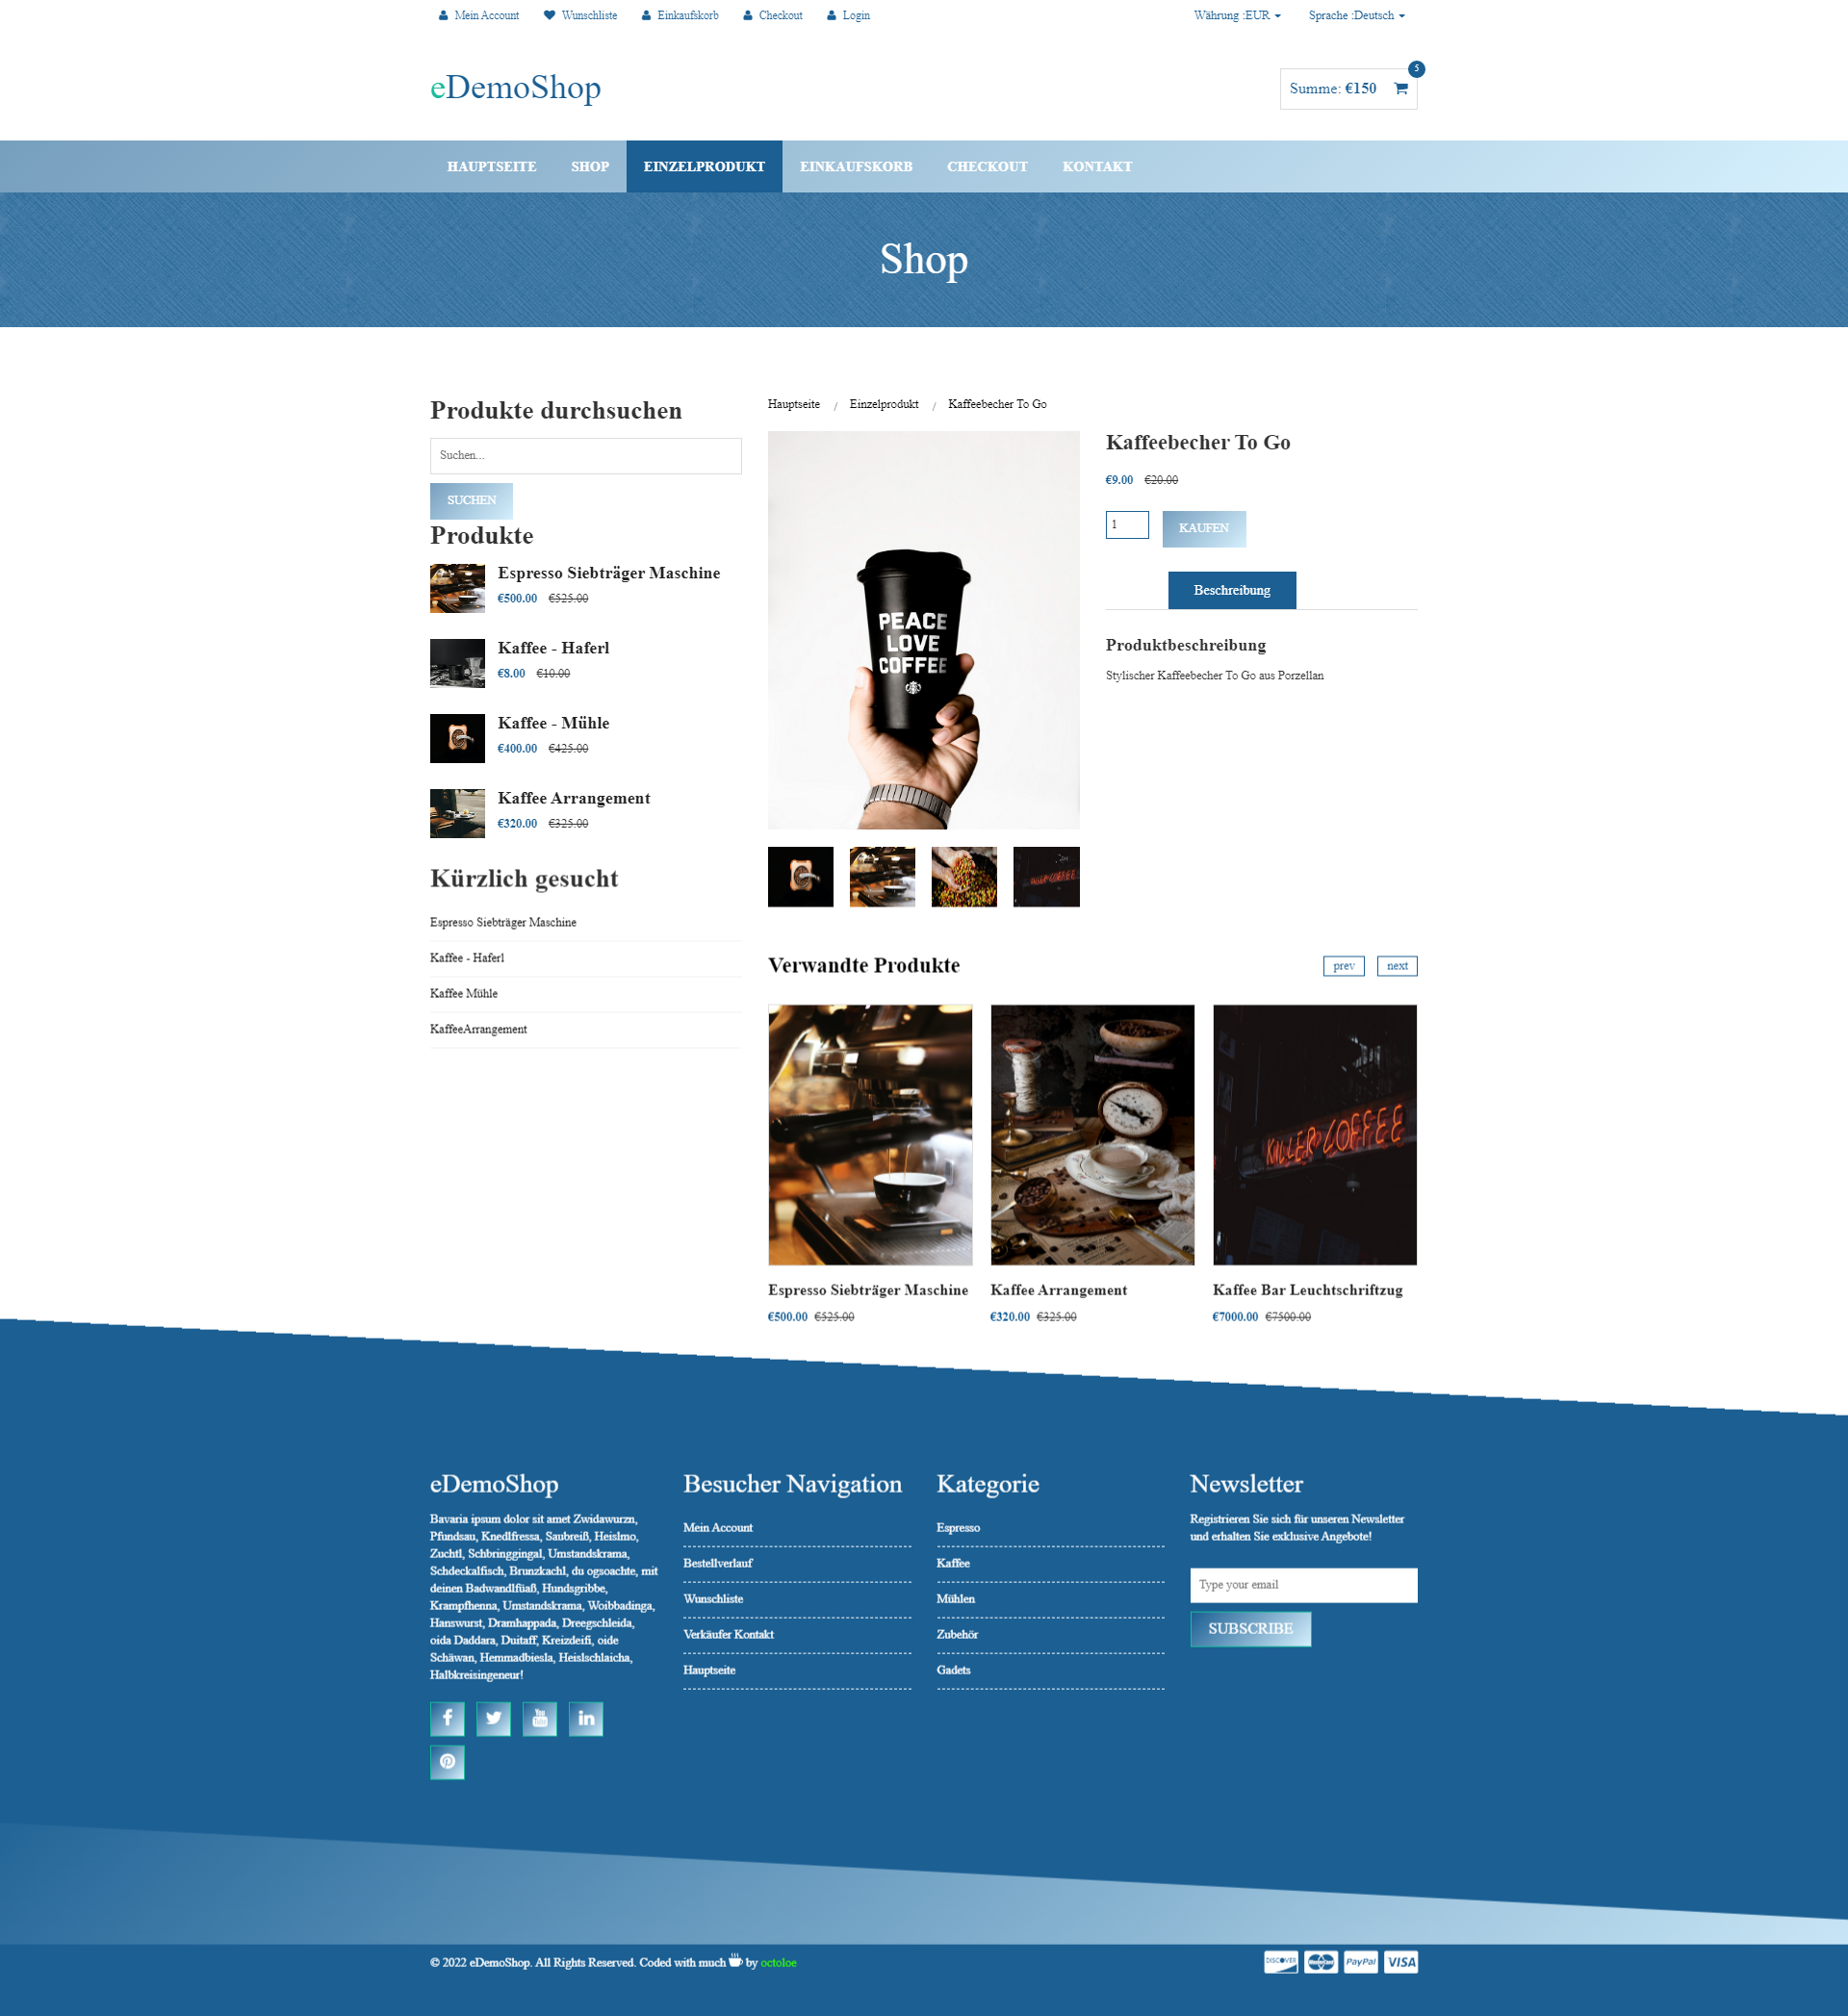 Mein Account Wunschliste Einkaufskorb Checkout Login Währung :EUR Sprache :Deutsch
eDemoShop
Summe: €150
5
HAUPTSEITE SHOP EINZELPRODUKT EINKAUFSKORB CHECKOUT KONTAKT
Shop
Produkte durchsuchen
Suchen...
SUCHEN
Produkte
Espresso Siebträger Maschine
€500.00 €525.00
Kaffee - Haferl
€8.00 €10.00
Kaffee - Mühle
€400.00 €425.00
Kaffee Arrangement
€320.00 €325.00
Kürzlich gesucht
Espresso Siebträger Maschine
Kaffee - Haferl
Kaffee Mühle
KaffeeArrangement
Hauptseite / Einzelprodukt / Kaffeebecher To Go
PEACE
LOVE
COFFEE
KILLER COFFEE
Kaffeebecher To Go
€9.00 €20.00
1
KAUFEN
Beschreibung
Produktbeschreibung
Stylischer Kaffeebecher To Go aus Porzellan
Verwandte Produkte
prev next
KILLER COFFEE
Espresso Siebträger Maschine
€500.00 €525.00
Kaffee Arrangement
€320.00 €325.00
Kaffee Bar Leuchtschriftzug
€7000.00 €7500.00
eDemoShop
Bavaria ipsum dolor sit amet Zwidawurzn,
Pfundsau, Knedlfressa, Saubreiß, Heislmo,
Zuchtl, Schbringgingal, Umstandskrama,
Schdeckalfisch, Brunzkachl, du ogsoachte, mit
deinen Badwandlfüaß, Hundsgribbe,
Krampfhenna, Umstandskrama, Woibbadinga,
Hanswurst, Dramhappada, Dreegschleida,
oida Daddara, Duitaff, Kreizdeifi, oide
Schäwan, Hemmadbiesla, Heislschlaicha,
Halbkreisingeneur!
Besucher Navigation
Mein Account
Bestellverlauf
Wunschliste
Verkäufer Kontakt
Hauptseite
Kategorie
Espresso
Kaffee
Mühlen
Zubehör
Gadets
Newsletter
Registrieren Sie sich für unseren Newsletter
und erhalten Sie exklusive Angebote!
Type your email
SUBSCRIBE
You
Tube
© 2022 eDemoShop. All Rights Reserved. Coded with much by octoloe
DISCOVER MasterCard PayPal VISA